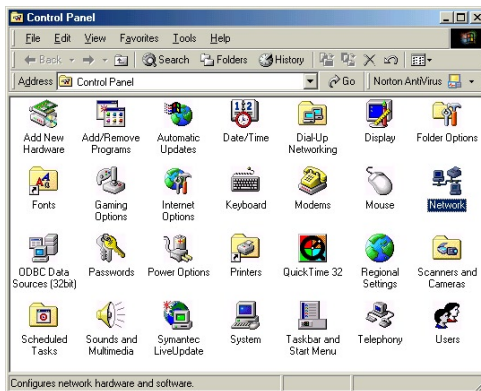 Control Panel
File Edit View Favorites Tools Help
Back Search Folders History
Address Control Panel Go Norton AntiVirus
Add New Hardware
Add/Remove Programs
Automatic Updates
Date/Time
Dial-Up Networking
Display
Folder Options
Fonts
Gaming Options
Internet Options
Keyboard
Modems
Mouse
Network
ODBC Data Sources (32bit)
Passwords
Power Options
Printers
QuickTime 32
Regional Settings
Scanners and Cameras
Scheduled Tasks
Sounds and Multimedia
Symantec LiveUpdate
System
Taskbar and Start Menu
Telephony
Users
Configures network hardware and software.